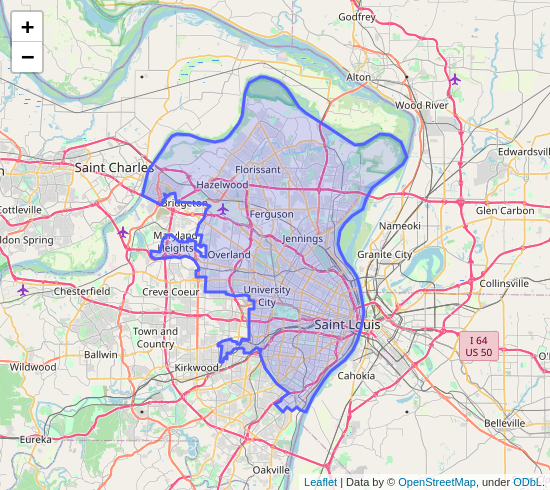 +
−
Godfrey
Alton
Wood River
Edwardsvil
Saint Charles
Florissant
Hazelwood
Bridgeton
Cottleville
Ferguson
Glen Carbon
Nameoki
Maryland
Heights
Jennings
ldon Spring
Overland
Granite City
Collinsville
Chesterfield
Creve Coeur
University
City
Saint Louis
Town and
Country
I 64
US 50
Ballwin
O'
Wildwood
Kirkwood
Cahokia
Belleville
Eureka
Oakville
Leaflet | Data by © OpenStreetMap, under ODbL.